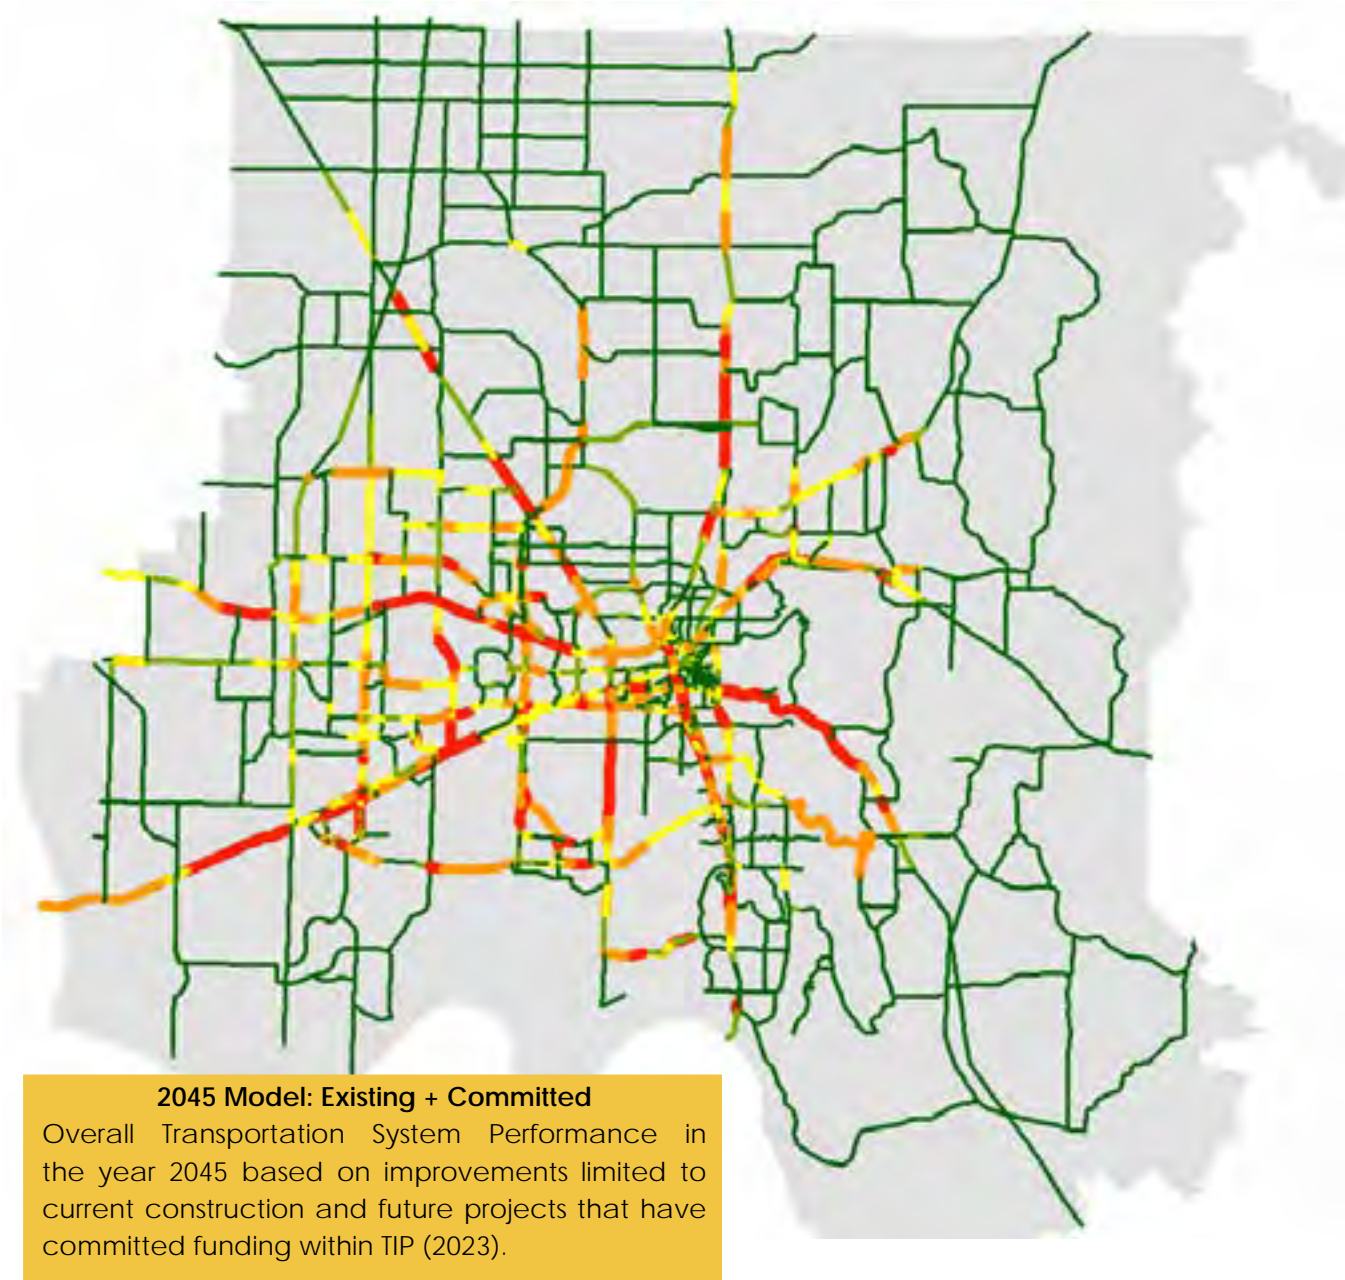 2045 Model: Existing + Committed
Overall Transportation System Performance in
the year 2045 based on improvements limited to
current construction and future projects that have
committed funding within TIP (2023).